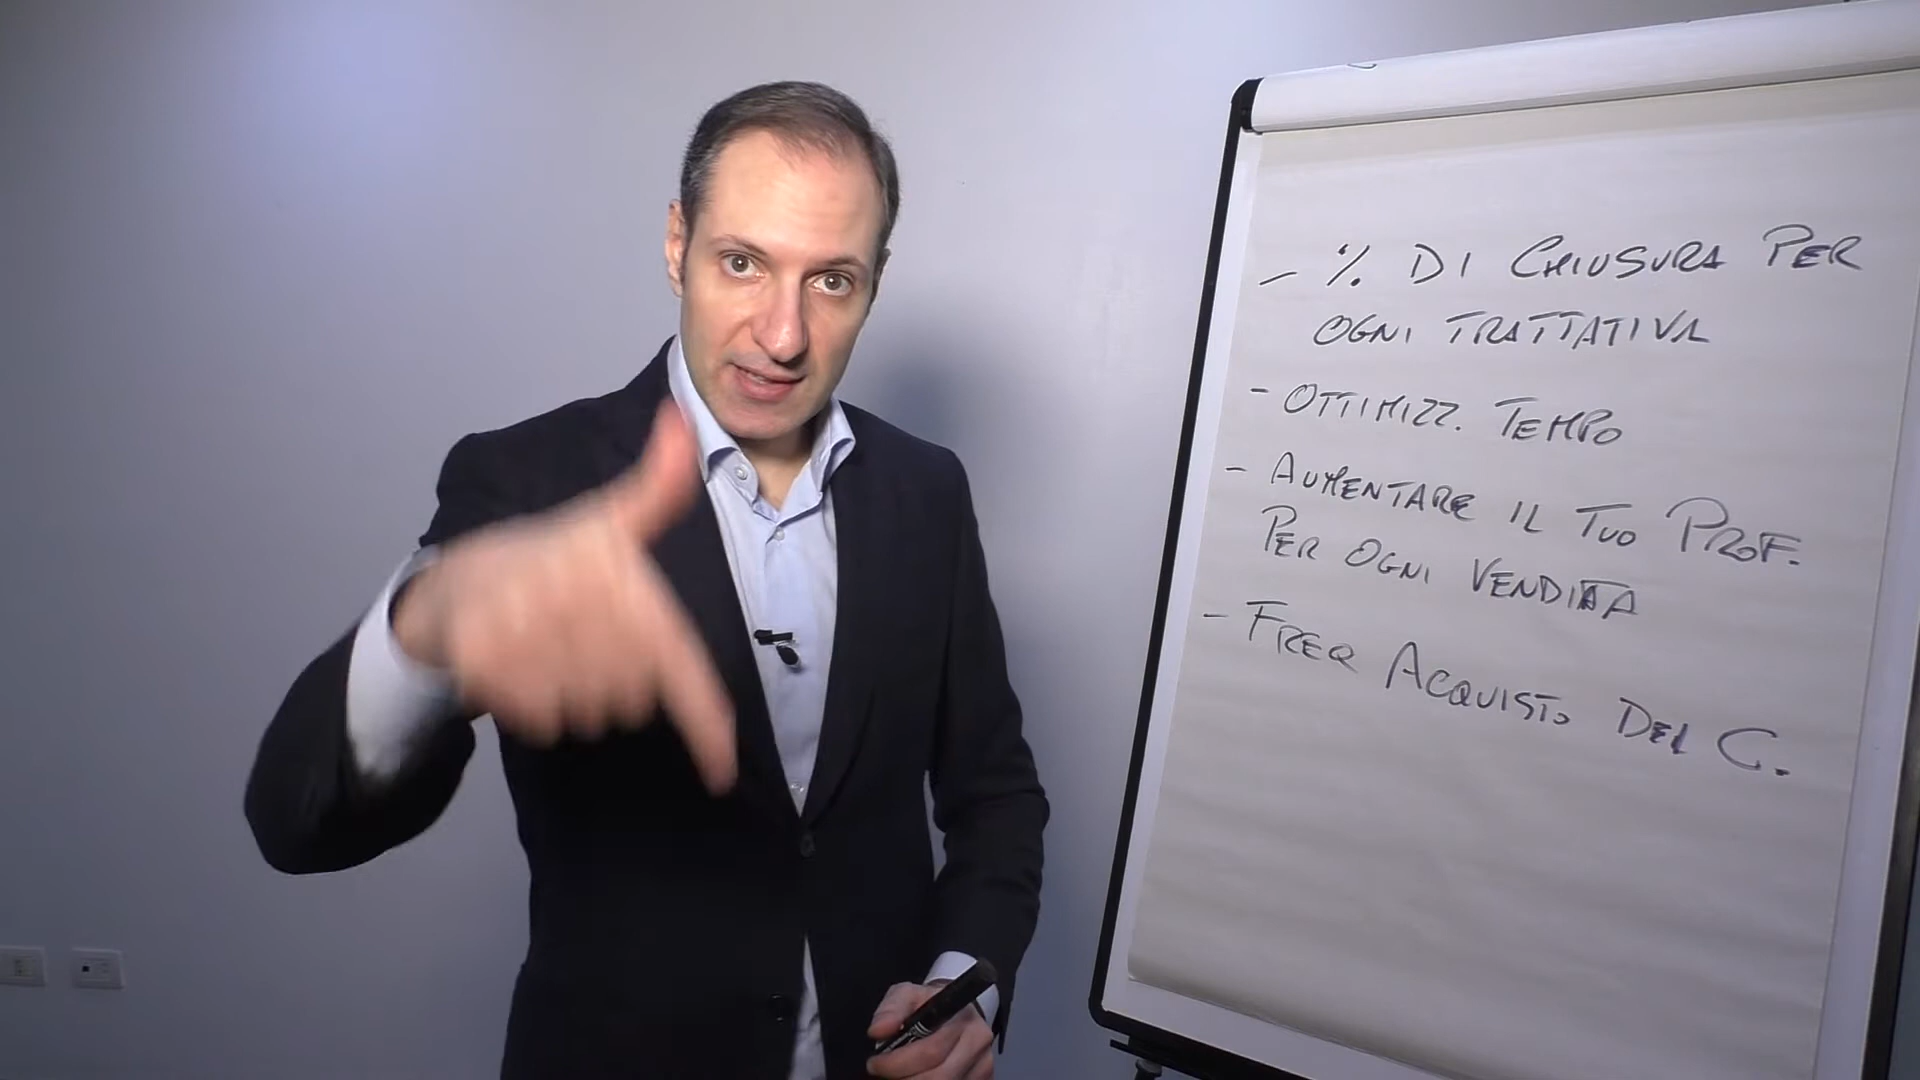 - % DI CHIUSURA PER
OGNI TRATTATIVA
- OTTIMIZZ. TEMPO
- AUMENTARE IL TUO PROF.
PER OGNI VENDITA
- FREQ ACQUISTO DEL C.